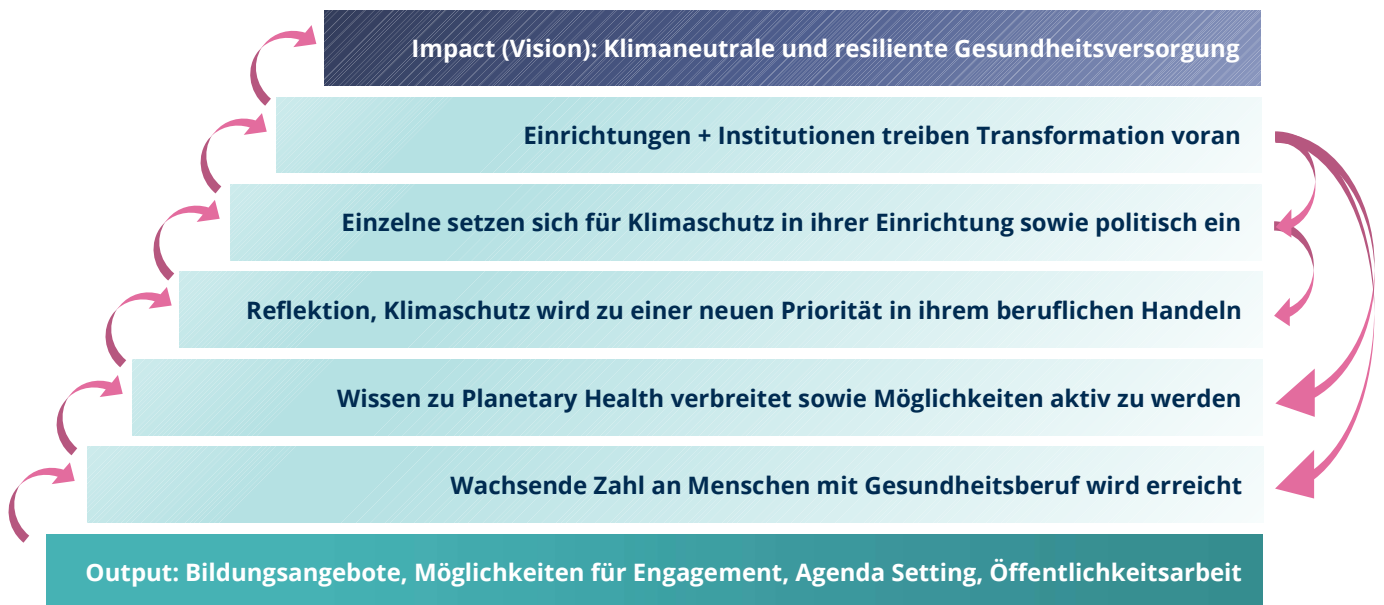 Impact (Vision): Klimaneutrale und resiliente Gesundheitsversorgung
Einrichtungen + Institutionen treiben Transformation voran
Einzelne setzen sich für Klimaschutz in ihrer Einrichtung sowie politisch ein
Reflektion, Klimaschutz wird zu einer neuen Priorität in ihrem beruflichen Handeln
Wissen zu Planetary Health verbreitet sowie Möglichkeiten aktiv zu werden
Wachsende Zahl an Menschen mit Gesundheitsberuf wird erreicht
Output: Bildungsangebote, Möglichkeiten für Engagement, Agenda Setting, Öffentlichkeitsarbeit